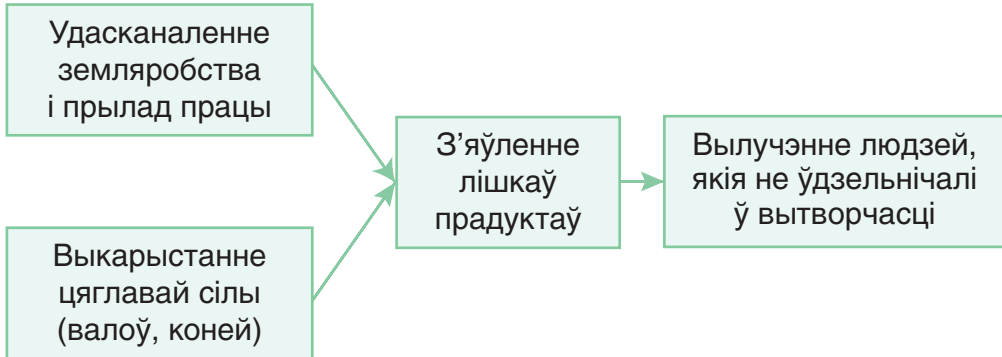 Удасканаленне
земляробства
і прылад працы
Выкарыстанне
цяглавай сілы
(валоў, коней)
З’яўленне
лішкаў
прадуктаў
Вылучэнне людзей,
якія не ўдзельнічалі
ў вытворчасці